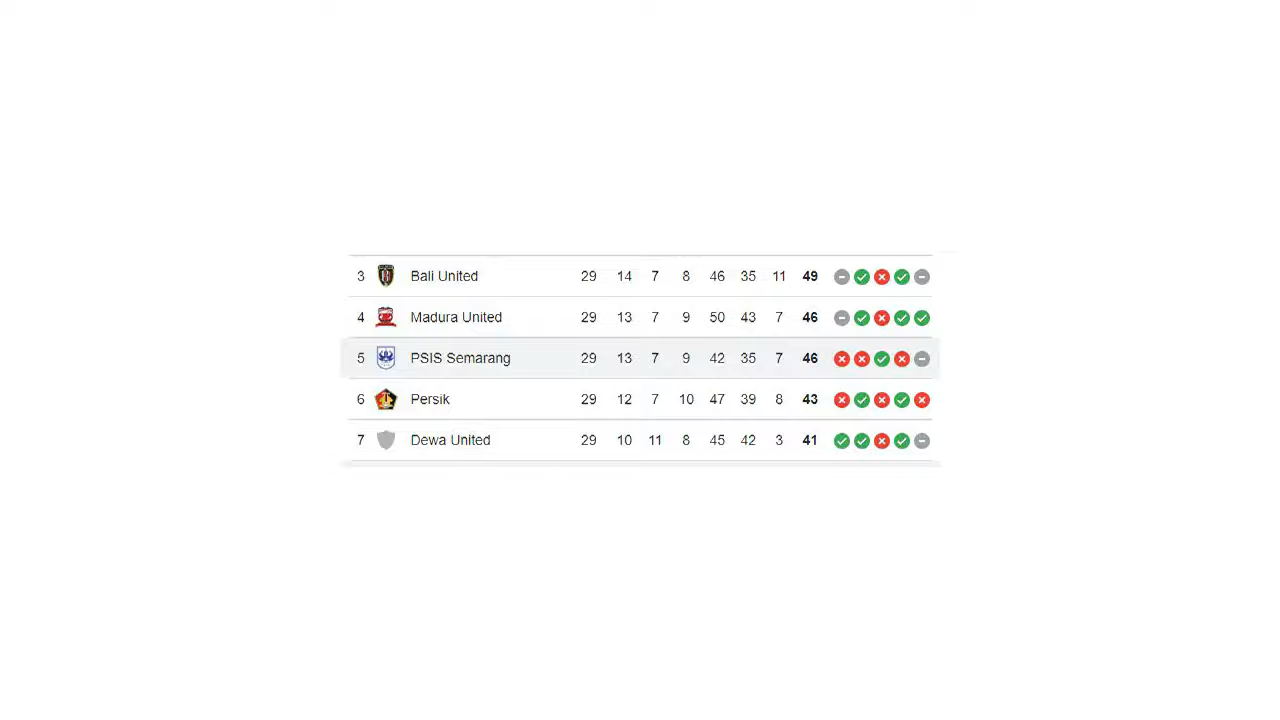 3 Bali United 29 14 7 8 46 35 11 49
4 Madura United 29 13 7 9 50 43 7 46
5 PSIS Semarang 29 13 7 9 42 35 7 46
6 Persik 29 12 7 10 47 39 8 43
7 Dewa United 29 10 11 8 45 42 3 41